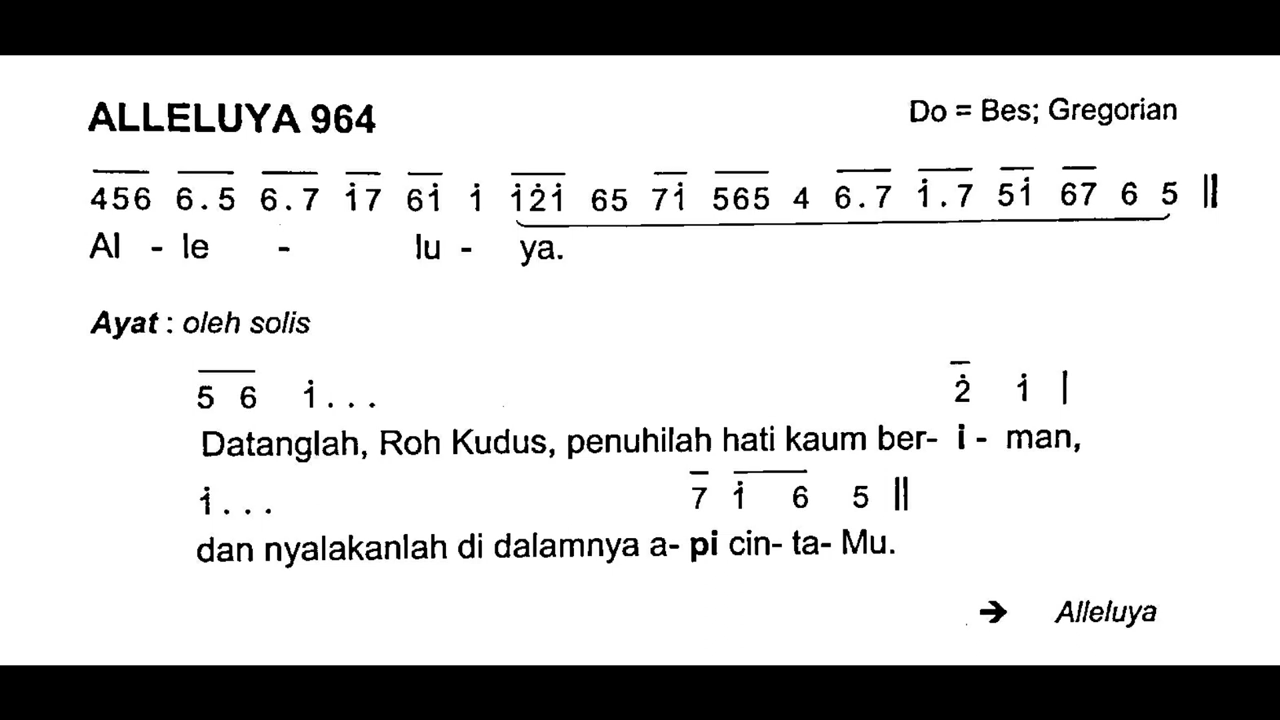 ALLELUYA 964 Do = Bes; Gregorian
456 6.5 6.7 i7 6i i i2̇i 65 7i 565 4 6.7 i.7 5i 67 6 5 ||
Al - le - lu - ya.
Ayat : oleh solis
5 6 i... 2̇ i |
Datanglah, Roh Kudus, penuhilah hati kaum ber- i - man,
i... 7 i 6 5 ||
dan nyalakanlah di dalamnya a- pi cin- ta- Mu.
→ Alleluya